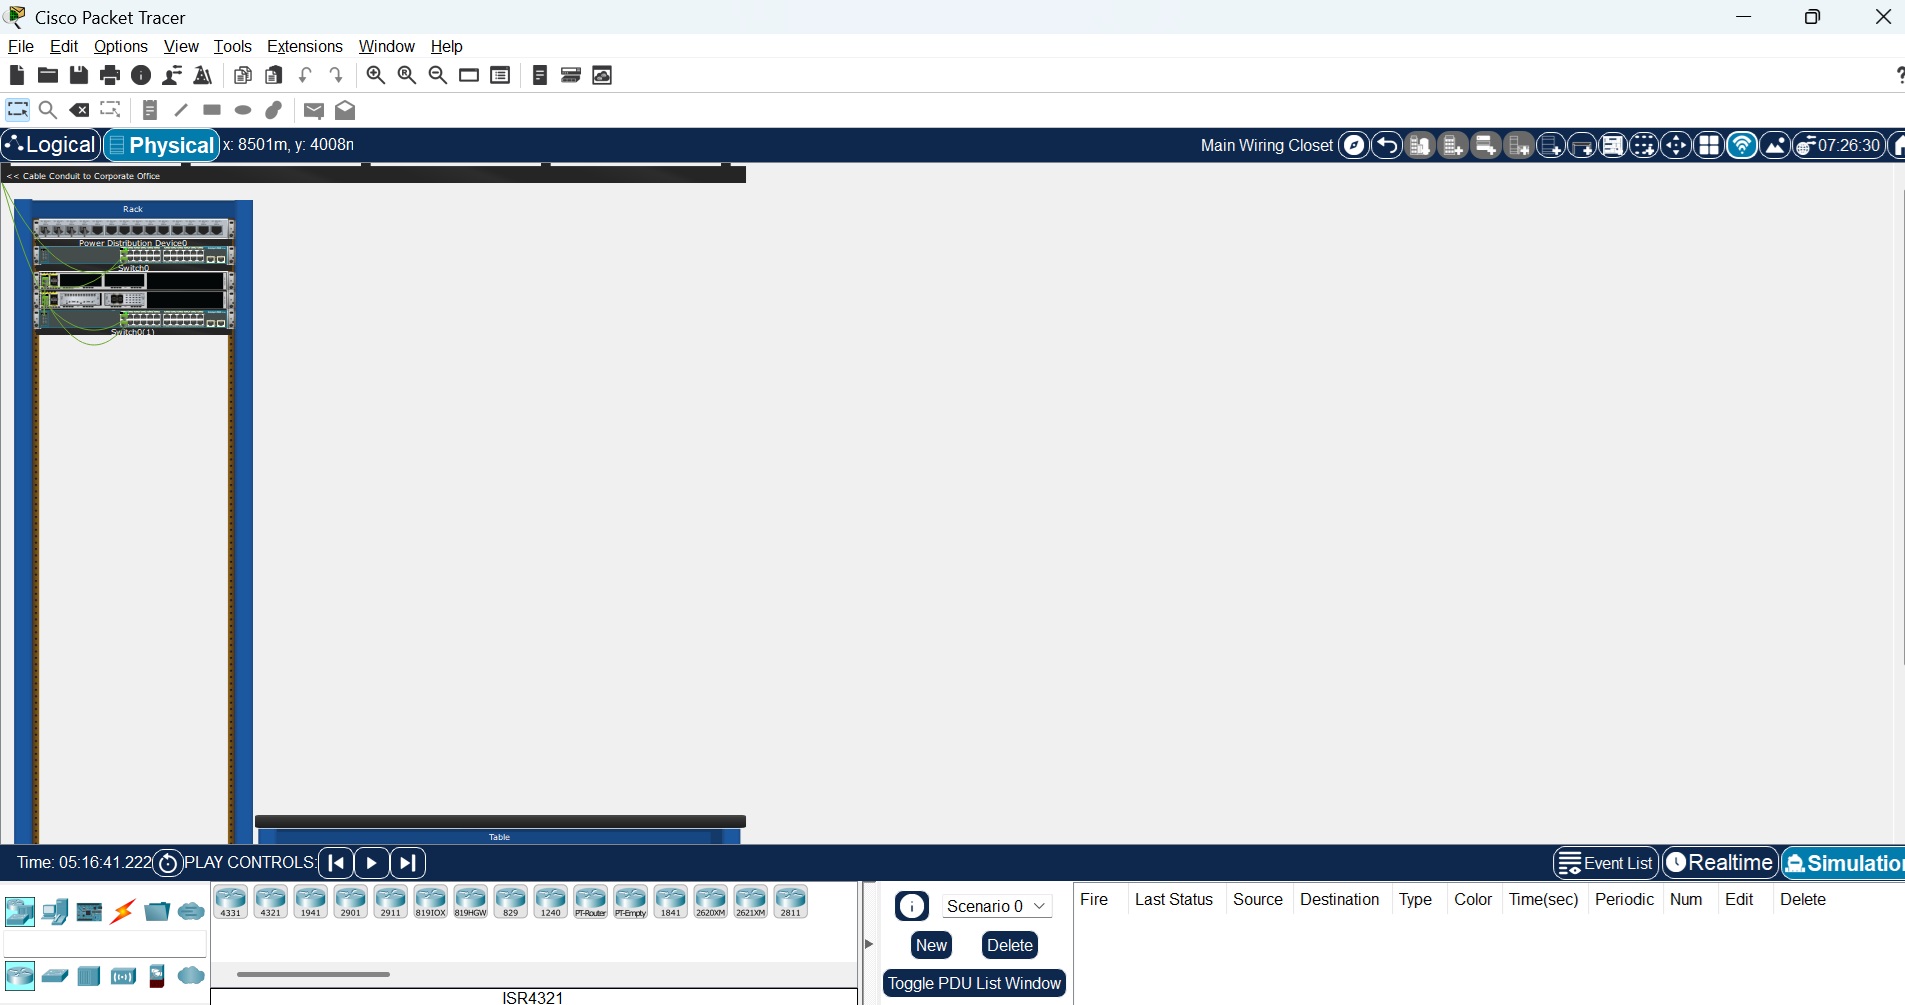 Cisco Packet Tracer
File Edit Options View Tools Extensions Window Help
?
Logical Physical x: 8501m, y: 4008n Main Wiring Closet 07:26:30
<< Cable Conduit to Corporate Office
Rack
Power Distribution Device0
Switch0
Switch0(1)
Table
Time: 05:16:41.222 PLAY CONTROLS: Event List Realtime Simulation
4331 4321 1941 2901 2911 819IOX 819HGW 829 1240 PT-Router PT-Empty 1841 2620XM 2621XM 2811
Scenario 0
New Delete
Toggle PDU List Window
Fire Last Status Source Destination Type Color Time(sec) Periodic Num Edit Delete
ISR4321